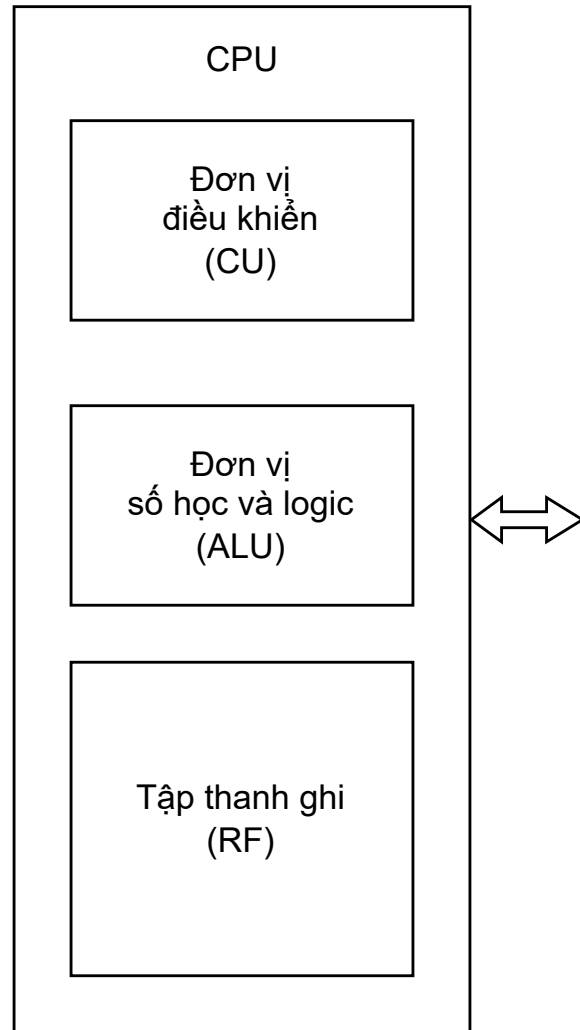 CPU
Đơn vị
điều khiển
(CU)
Đơn vị
số học và logic
(ALU)
Tập thanh ghi
(RF)